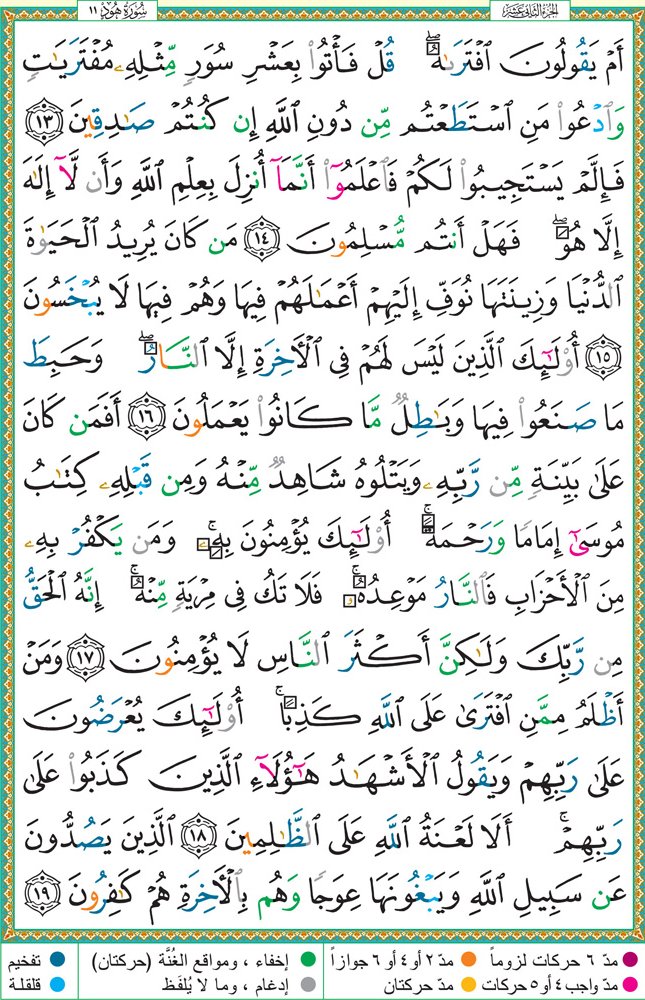 الجزء الثاني عشر
سُورَة هُود ١١
أَمۡ يَقُولُونَ ٱفۡتَرَىٰهُۖ قُلۡ فَأۡتُواْ بِعَشۡرِ سُوَرٖ مِّثۡلِهِۦ مُفۡتَرَيَٰتٖ
وَٱدۡعُواْ مَنِ ٱسۡتَطَعۡتُم مِّن دُونِ ٱللَّهِ إِن كُنتُمۡ صَٰدِقِينَ ١٣
فَإِلَّمۡ يَسۡتَجِيبُواْ لَكُمۡ فَٱعۡلَمُوٓاْ أَنَّمَآ أُنزِلَ بِعِلۡمِ ٱللَّهِ وَأَن لَّآ إِلَٰهَ
إِلَّا هُوَۖ فَهَلۡ أَنتُم مُّسۡلِمُونَ ١٤ مَن كَانَ يُرِيدُ ٱلۡحَيَوٰةَ
ٱلدُّنۡيَا وَزِينَتَهَا نُوَفِّ إِلَيۡهِمۡ أَعۡمَٰلَهُمۡ فِيهَا وَهُمۡ فِيهَا لَا يُبۡخَسُونَ
١٥ أُوْلَٰٓئِكَ ٱلَّذِينَ لَيۡسَ لَهُمۡ فِي ٱلۡأٓخِرَةِ إِلَّا ٱلنَّارُۖ وَحَبِطَ
مَا صَنَعُواْ فِيهَا وَبَٰطِلٞ مَّا كَانُواْ يَعۡمَلُونَ ١٦ أَفَمَن كَانَ
عَلَىٰ بَيِّنَةٖ مِّن رَّبِّهِۦ وَيَتۡلُوهُ شَاهِدٞ مِّنۡهُ وَمِن قَبۡلِهِۦ كِتَٰبُ
مُوسَىٰٓ إِمَامٗا وَرَحۡمَةًۚ أُوْلَٰٓئِكَ يُؤۡمِنُونَ بِهِۦۚ وَمَن يَكۡفُرۡ بِهِۦ
مِنَ ٱلۡأَحۡزَابِ فَٱلنَّارُ مَوۡعِدُهُۥۚ فَلَا تَكُ فِي مِرۡيَةٖ مِّنۡهُۚ إِنَّهُ ٱلۡحَقُّ
مِن رَّبِّكَ وَلَٰكِنَّ أَكۡثَرَ ٱلنَّاسِ لَا يُؤۡمِنُونَ ١٧ وَمَنۡ
أَظۡلَمُ مِمَّنِ ٱفۡتَرَىٰ عَلَى ٱللَّهِ كَذِبًاۚ أُوْلَٰٓئِكَ يُعۡرَضُونَ
عَلَىٰ رَبِّهِمۡ وَيَقُولُ ٱلۡأَشۡهَٰدُ هَٰٓؤُلَآءِ ٱلَّذِينَ كَذَبُواْ عَلَىٰ
رَبِّهِمۡۚ أَلَا لَعۡنَةُ ٱللَّهِ عَلَى ٱلظَّٰلِمِينَ ١٨ ٱلَّذِينَ يَصُدُّونَ
عَن سَبِيلِ ٱللَّهِ وَيَبۡغُونَهَا عِوَجٗا وَهُم بِٱلۡأٓخِرَةِ هُمۡ كَٰفِرُونَ ١٩
مدّ ٦ حركات لزوماً
مدّ ٢ أو ٤ أو ٦ جوازاً
إخفاء ، ومواقع الغُنَّة (حركتان)
تفخيم
مدّ واجب ٤ أو ٥ حركات
مدّ حركتان
إدغام ، وما لا يُلفَظ
قلقلة